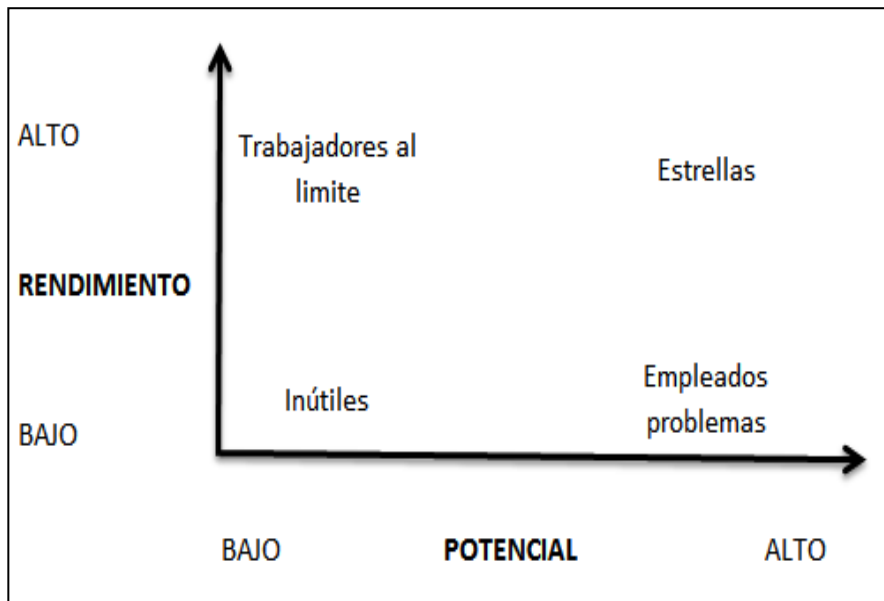 ALTO
Trabajadores al
limite
Estrellas
RENDIMIENTO
Inútiles
Empleados
problemas
BAJO
BAJO
POTENCIAL
ALTO